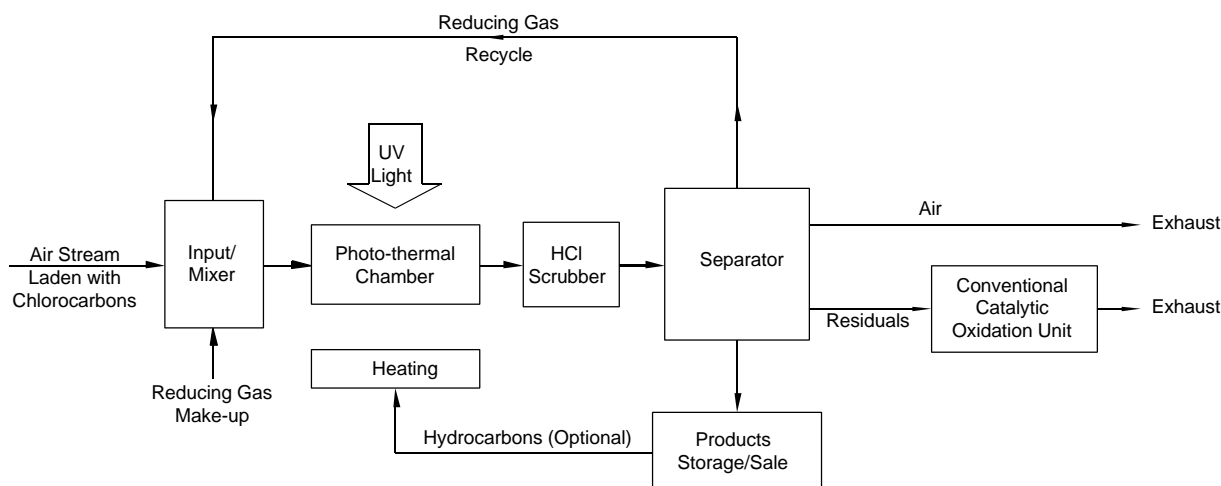 Reducing Gas
Recycle
UV
Light
Air Stream
Laden with
Chlorocarbons
Input/
Mixer
Photo-thermal
Chamber
HCl
Scrubber
Separator
Air
Exhaust
Residuals
Conventional
Catalytic
Oxidation Unit
Exhaust
Heating
Reducing Gas
Make-up
Hydrocarbons (Optional)
Products
Storage/Sale